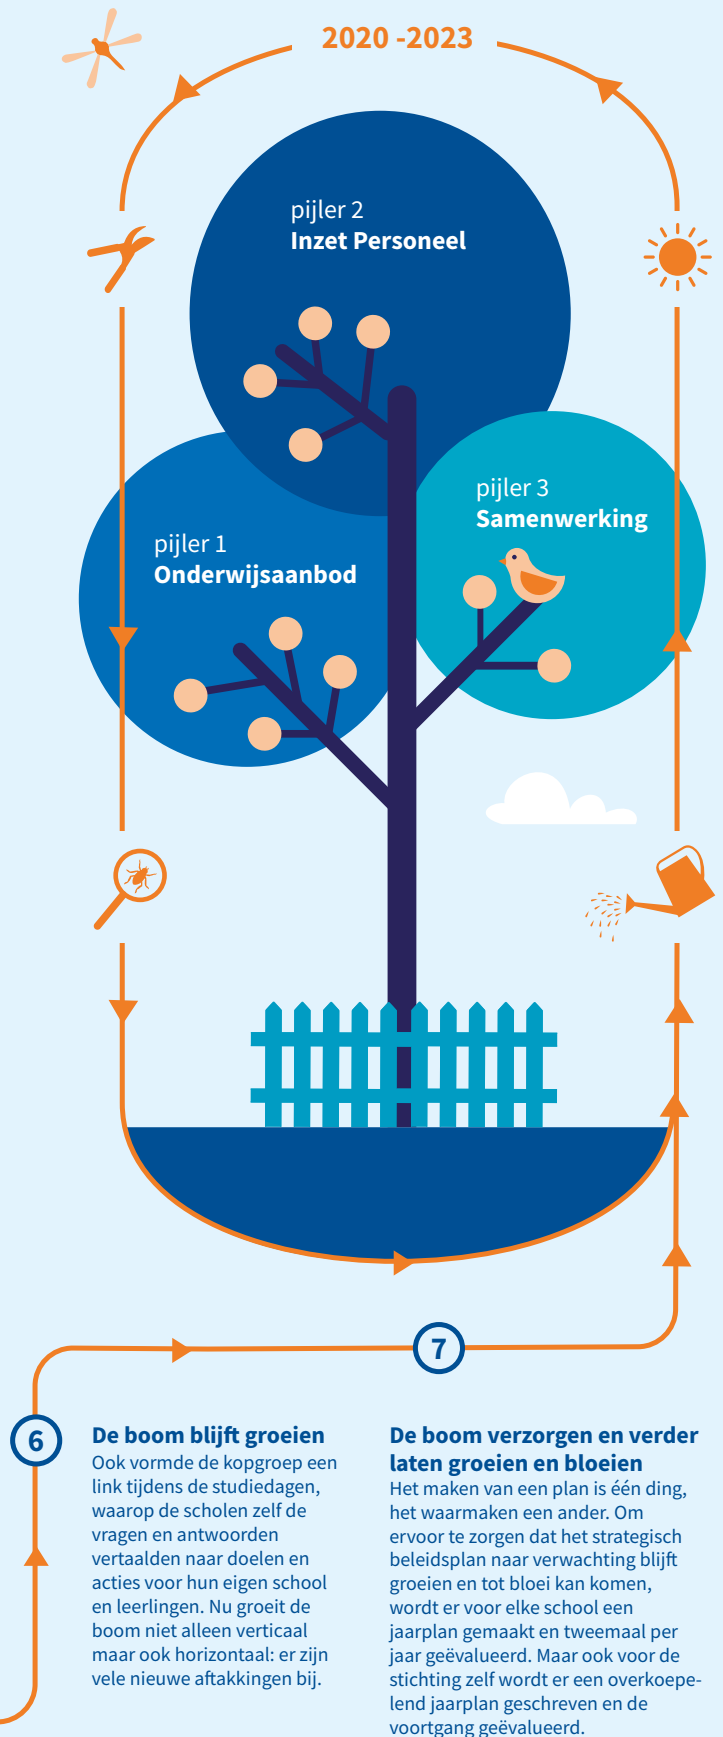 2020 -2023
pijler 2
Inzet Personeel
pijler 3
Samenwerking
pijler 1
Onderwijsaanbod
7
6
De boom blijft groeien
Ook vormde de kopgroep een
link tijdens de studiedagen,
waarop de scholen zelf de
vragen en antwoorden
vertaalden naar doelen en
acties voor hun eigen school
en leerlingen. Nu groeit de
boom niet alleen verticaal
maar ook horizontaal: er zijn
vele nieuwe aftakkingen bij.
De boom verzorgen en verder
laten groeien en bloeien
Het maken van een plan is één ding,
het waarmaken een ander. Om
ervoor te zorgen dat het strategisch
beleidsplan naar verwachting blijft
groeien en tot bloei kan komen,
wordt er voor elke school een
jaarplan gemaakt en tweemaal per
jaar geëvalueerd. Maar ook voor de
stichting zelf wordt er een overkoepe-
lend jaarplan geschreven en de
voortgang geëvalueerd.